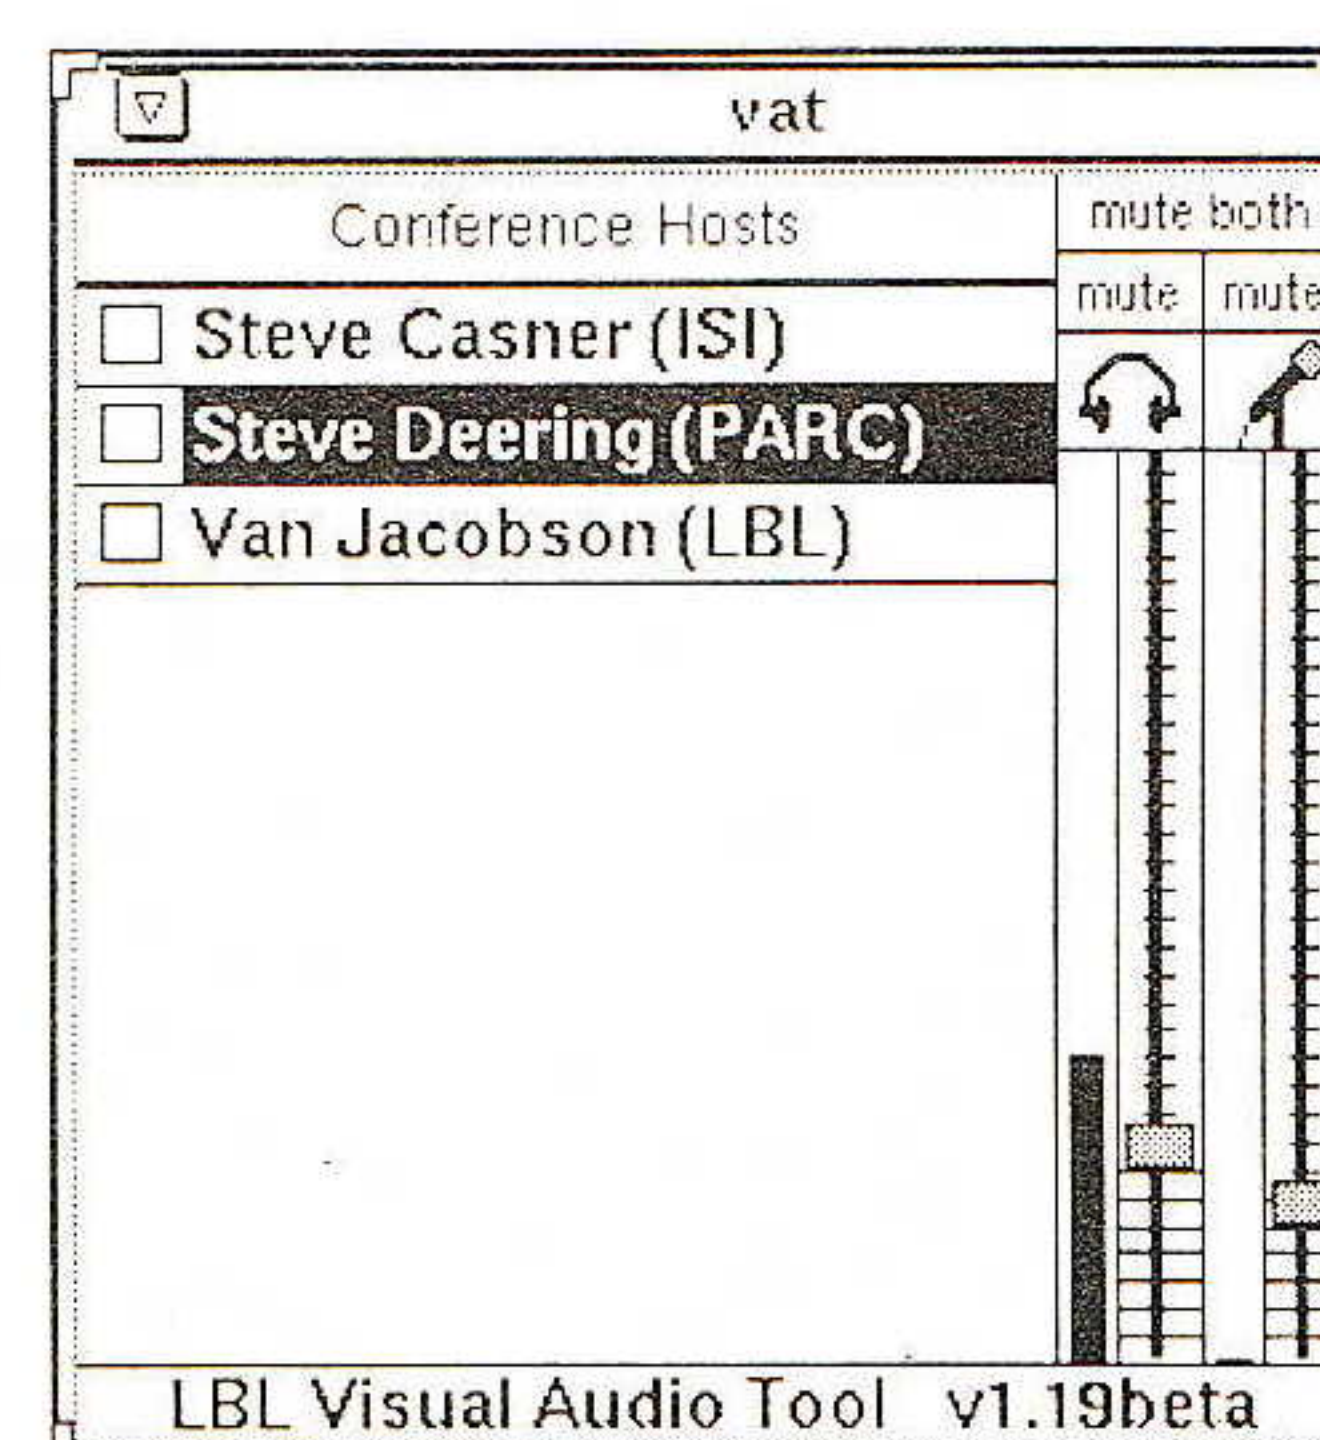 vat
Conference Hosts
mute both
mute mute
Steve Casner (ISI)
Steve Deering (PARC)
Van Jacobson (LBL)
LBL Visual Audio Tool v1.19beta